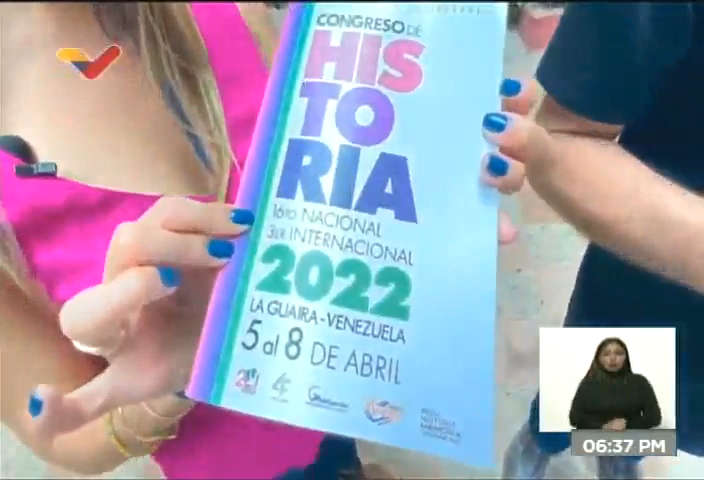 CONGRESO DE
HIS
TO
RIA
16TO NACIONAL
3ER INTERNACIONAL
2022
LA GUAIRA - VENEZUELA
5 al 8 DE ABRIL
06:37 PM